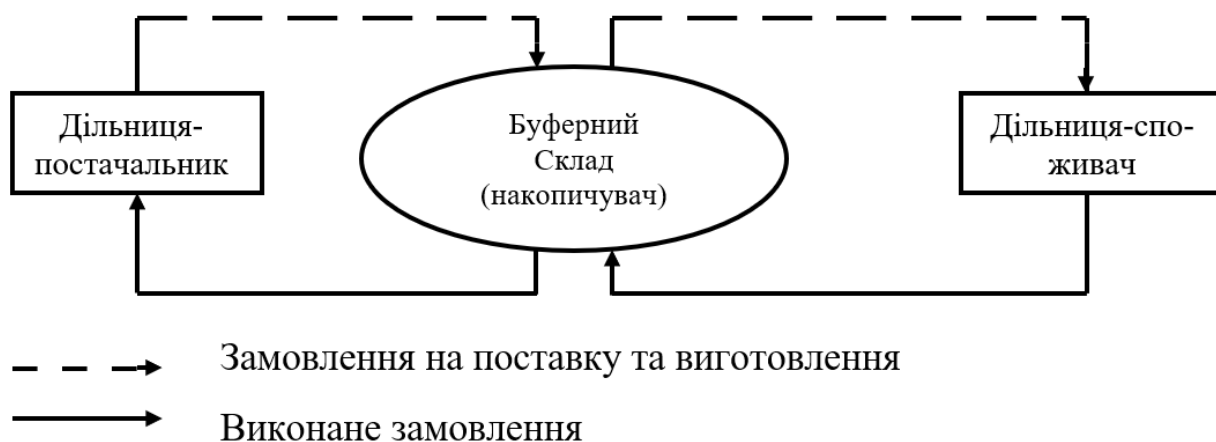 Дільниця-
постачальник
Буферний
Склад
(накопичувач)
Дільниця-спо-
живач
Замовлення на поставку та виготовлення
Виконане замовлення